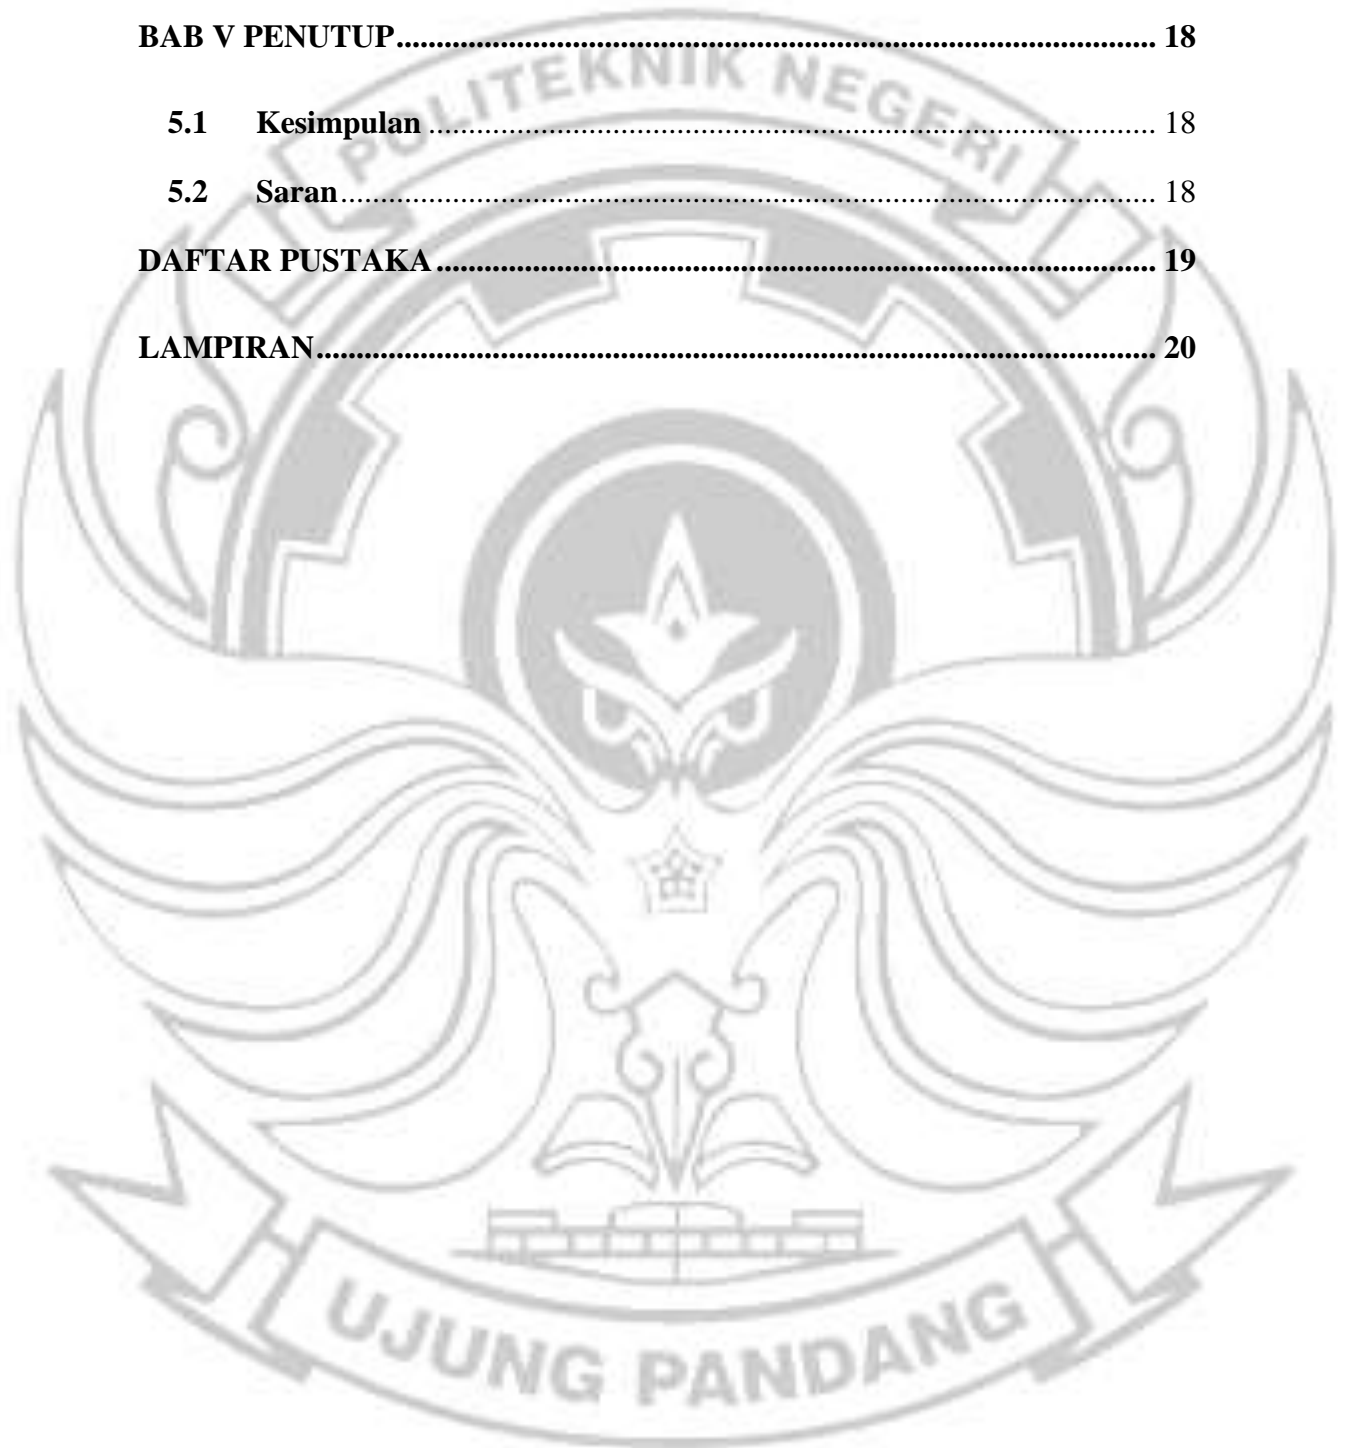 BAB V PENUTUP............................................................................................... 18
POLITEKNIK NEGERI
5.1 Kesimpulan........................................................................................... 18
5.2 Saran...................................................................................................... 18
DAFTAR PUSTAKA.......................................................................................... 19
LAMPIRAN......................................................................................................... 20
UJUNG PANDANG